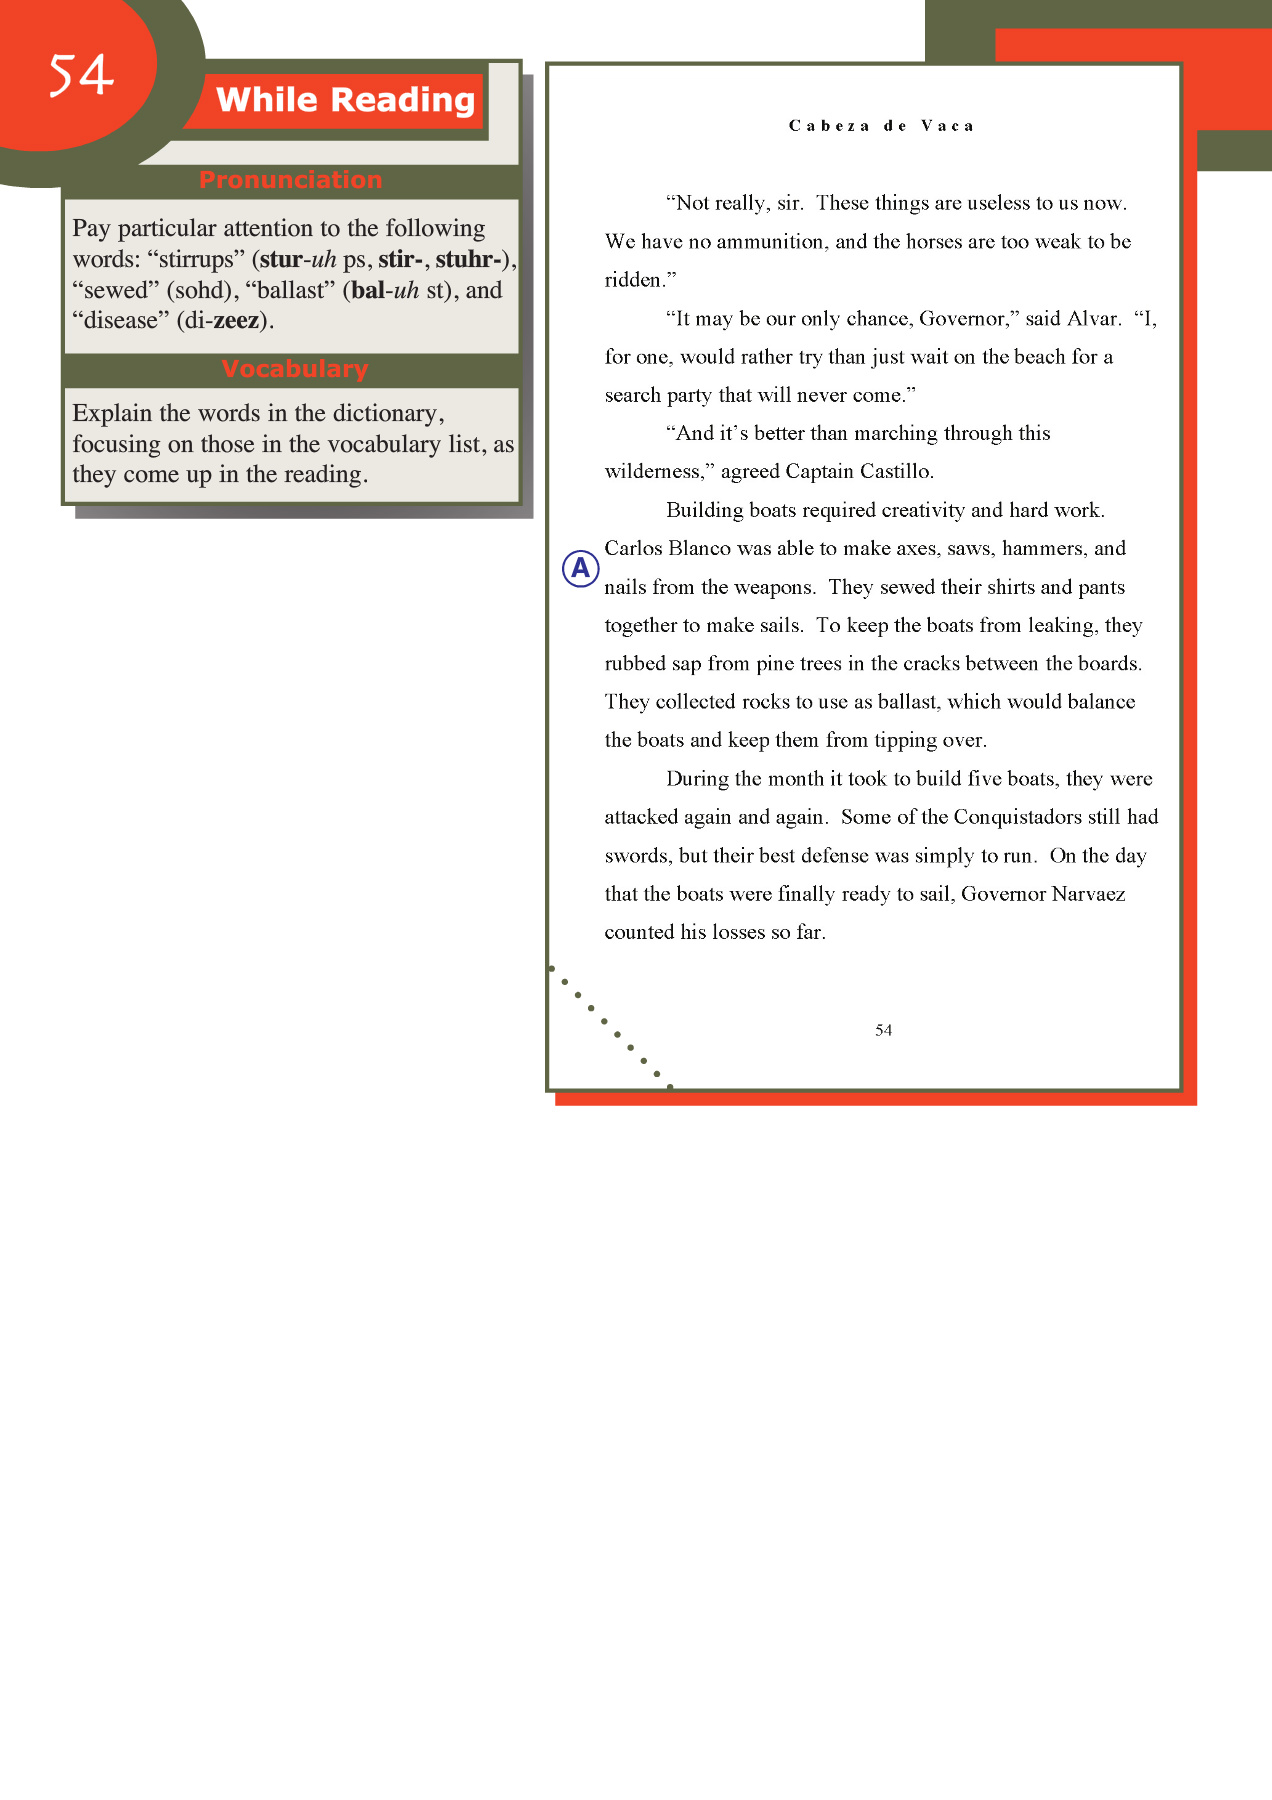 54
While Reading
Pronunciation
Pay particular attention to the following
words: “stirrups” (stur-uh ps, stir-, stuhr-),
“sewed” (sohd), “ballast” (bal-uh st), and
“disease” (di-zeez).
Vocabulary
Explain the words in the dictionary,
focusing on those in the vocabulary list, as
they come up in the reading.
Cabeza de Vaca
“Not really, sir. These things are useless to us now.
We have no ammunition, and the horses are too weak to be
ridden.”
“It may be our only chance, Governor,” said Alvar. “I,
for one, would rather try than just wait on the beach for a
search party that will never come.”
“And it’s better than marching through this
wilderness,” agreed Captain Castillo.
Building boats required creativity and hard work.
Carlos Blanco was able to make axes, saws, hammers, and
A
nails from the weapons. They sewed their shirts and pants
together to make sails. To keep the boats from leaking, they
rubbed sap from pine trees in the cracks between the boards.
They collected rocks to use as ballast, which would balance
the boats and keep them from tipping over.
During the month it took to build five boats, they were
attacked again and again. Some of the Conquistadors still had
swords, but their best defense was simply to run. On the day
that the boats were finally ready to sail, Governor Narvaez
counted his losses so far.
54